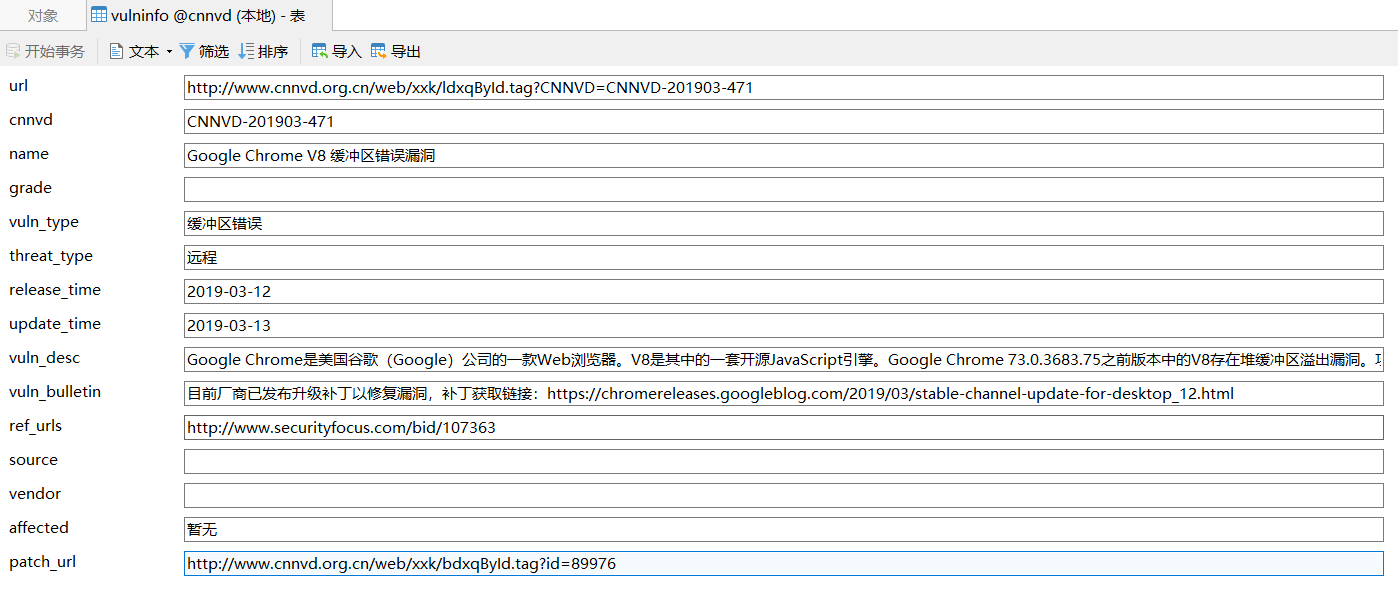 对象 vulninfo @cnnvd (本地) - 表
开始事务 文本 筛选 排序 导入 导出
url http://www.cnnvd.org.cn/web/xxk/ldxqById.tag?CNNVD=CNNVD-201903-471
cnnvd CNNVD-201903-471
name Google Chrome V8 缓冲区错误漏洞
grade
vuln_type 缓冲区错误
threat_type 远程
release_time 2019-03-12
update_time 2019-03-13
vuln_desc Google Chrome是美国谷歌（Google）公司的一款Web浏览器。V8是其中的一套开源JavaScript引擎。Google Chrome 73.0.3683.75之前版本中的V8存在堆缓冲区溢出漏洞。
vuln_bulletin 目前厂商已发布升级补丁以修复漏洞，补丁获取链接：https://chromereleases.googleblog.com/2019/03/stable-channel-update-for-desktop_12.html
ref_urls http://www.securityfocus.com/bid/107363
source
vendor
affected 暂无
patch_url http://www.cnnvd.org.cn/web/xxk/bdxqById.tag?id=89976